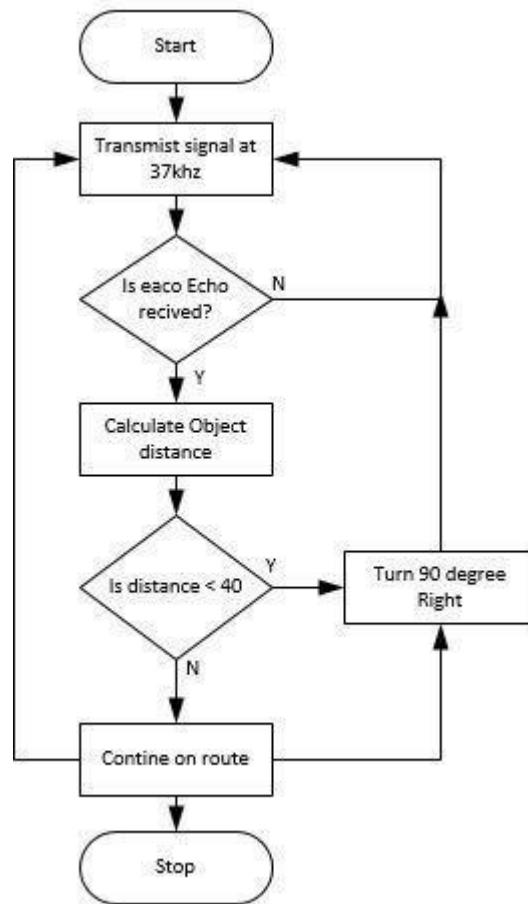 Start
Transmist signal at
37khz
Is eaco Echo
recived?
N
Y
Calculate Object
distance
Is distance < 40
Y
Turn 90 degree
Right
N
Contine on route
Stop